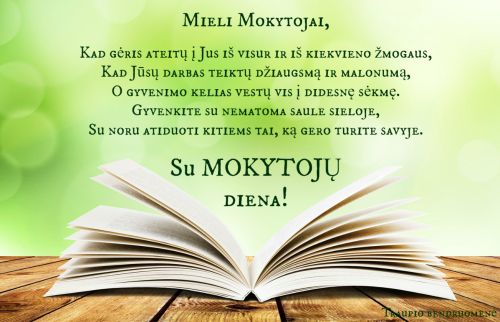 Mieli Mokytojai,
Kad gėris ateitų į Jus iš visur ir iš kiekvieno žmogaus,
Kad Jūsų darbas teiktų džiaugsmą ir malonumą,
O gyvenimo kelias vestų vis į didesnę sėkmę.
Gyvenkite su nematoma saule sieloje,
Su noru atiduoti kitiems tai, ką gero turite savyje.
Su MOKYTOJŲ
diena!
Traupio bendruomenė